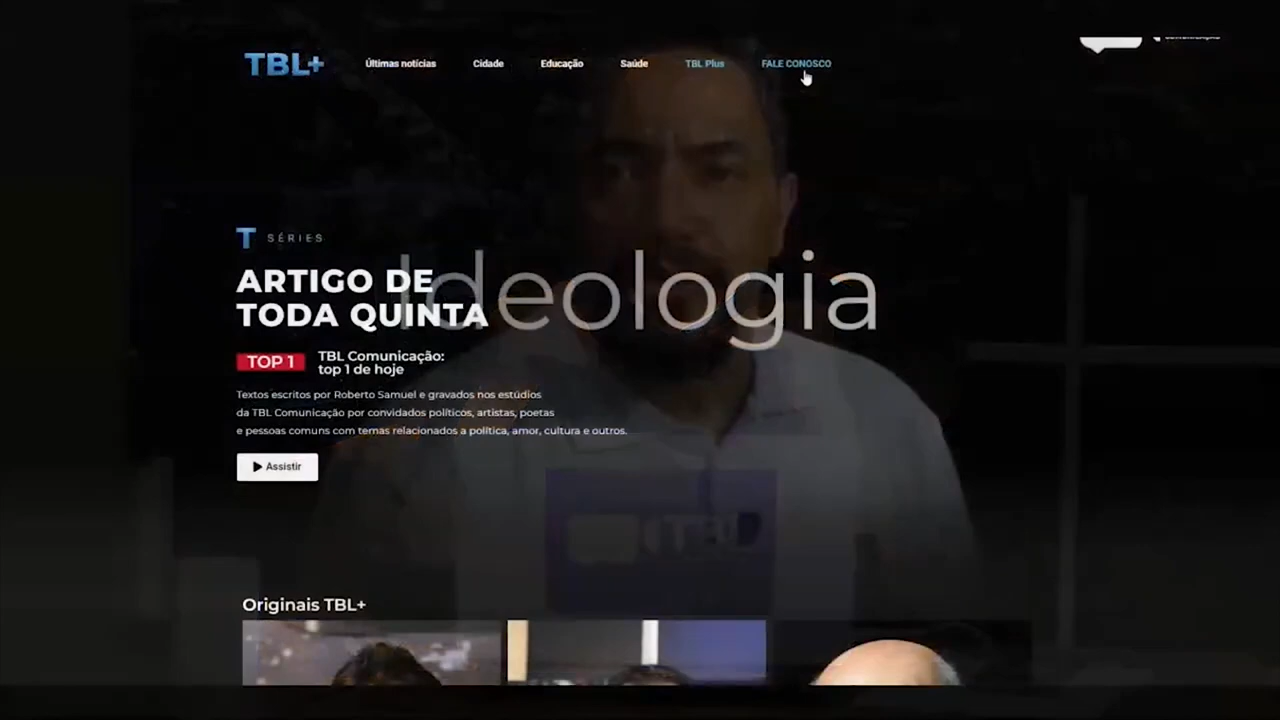 TBL+
Últimas notícias
Cidade
Educação
Saúde
TBL Plus
FALE CONOSCO
T SÉRIES
ARTIGO DE
TODA QUINTA
Ideologia
TOP 1
TBL Comunicação:
top 1 de hoje
Textos escritos por Roberto Samuel e gravados nos estúdios
da TBL Comunicação por convidados políticos, artistas, poetas
e pessoas comuns com temas relacionados a política, amor, cultura e outros.
Assistir
TBL
Originais TBL+